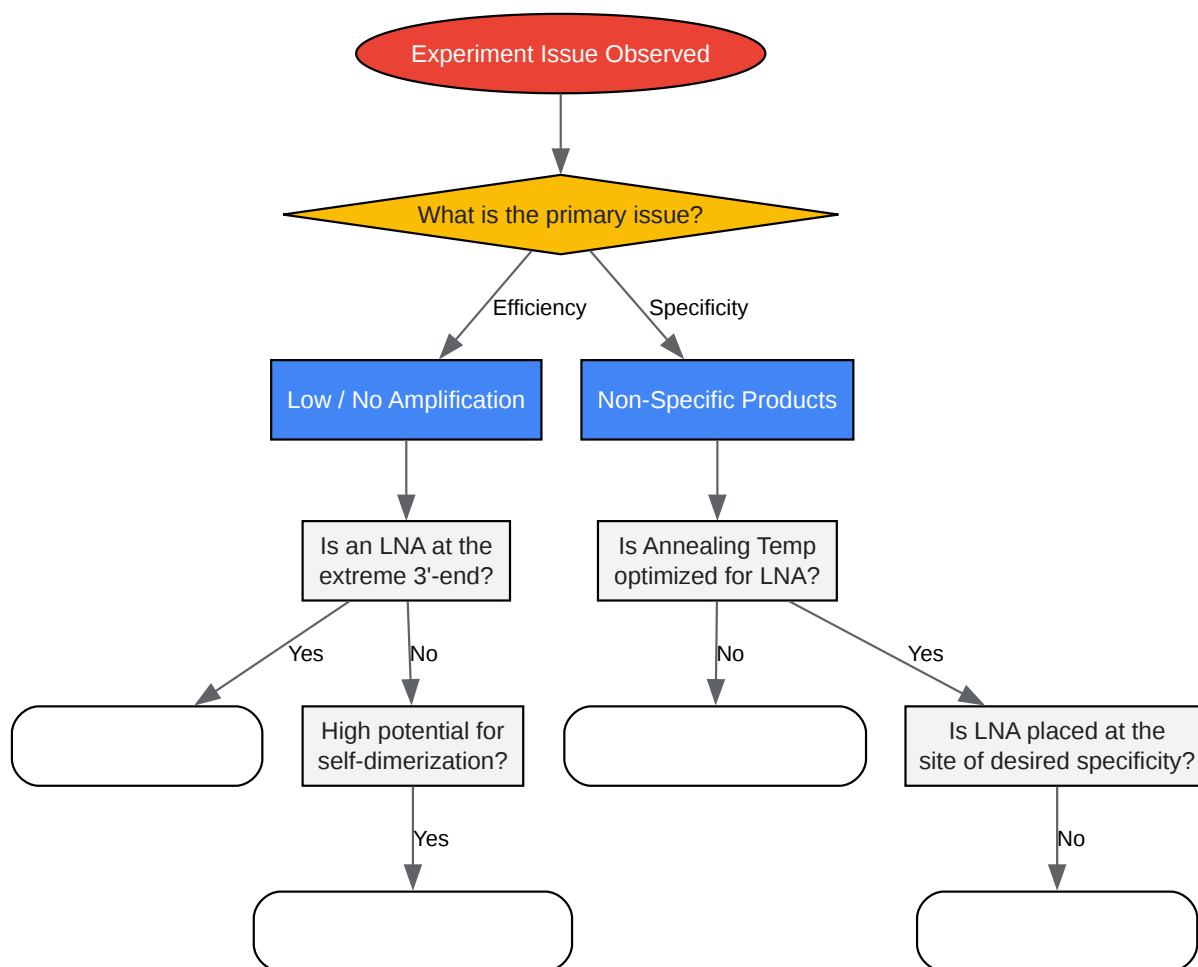 Experiment Issue Observed
What is the primary issue?
Efficiency
Specificity
Low / No Amplification
Non-Specific Products
Is an LNA at the
extreme 3'-end?
Is Annealing Temp
optimized for LNA?
Yes
No
No
Yes
High potential for
self-dimerization?
Is LNA placed at the
site of desired specificity?
Yes
No